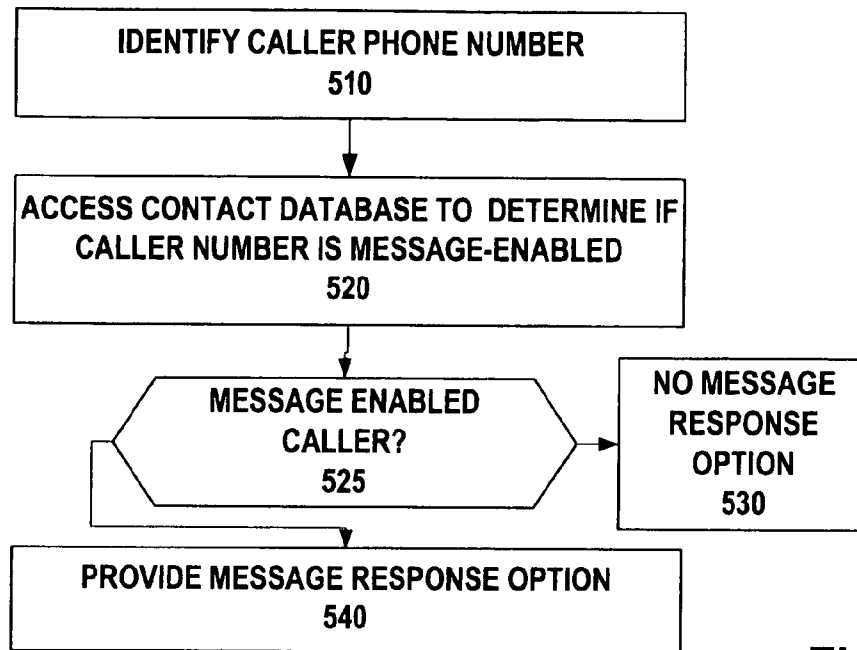 IDENTIFY CALLER PHONE NUMBER
510
ACCESS CONTACT DATABASE TO DETERMINE IF
CALLER NUMBER IS MESSAGE-ENABLED
520
MESSAGE ENABLED
CALLER?
525
NO MESSAGE
RESPONSE
OPTION
530
PROVIDE MESSAGE RESPONSE OPTION
540